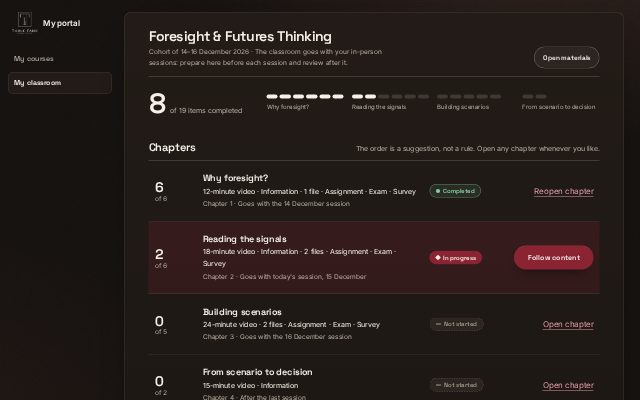 My portal
My courses
My classroom
Foresight & Futures Thinking
Cohort of 14–16 December 2026 · The classroom goes with your in-person
sessions: prepare here before each session and review after it.
Open materials
8 of 19 items completed
Why foresight?
Reading the signals
Building scenarios
From scenario to decision
Chapters
The order is a suggestion, not a rule. Open any chapter whenever you like.
6
of 6
Why foresight?
12-minute video · Information · 1 file · Assignment · Exam · Survey
Chapter 1 · Goes with the 14 December session
Completed
Reopen chapter
2
of 6
Reading the signals
18-minute video · Information · 2 files · Assignment · Exam ·
Survey
Chapter 2 · Goes with today's session, 15 December
In progress
Follow content
0
of 5
Building scenarios
24-minute video · 2 files · Assignment · Exam · Survey
Chapter 3 · Goes with the 16 December session
Not started
Open chapter
0
of 2
From scenario to decision
15-minute video · Information
Chapter 4 · After the last session
Not started
Open chapter